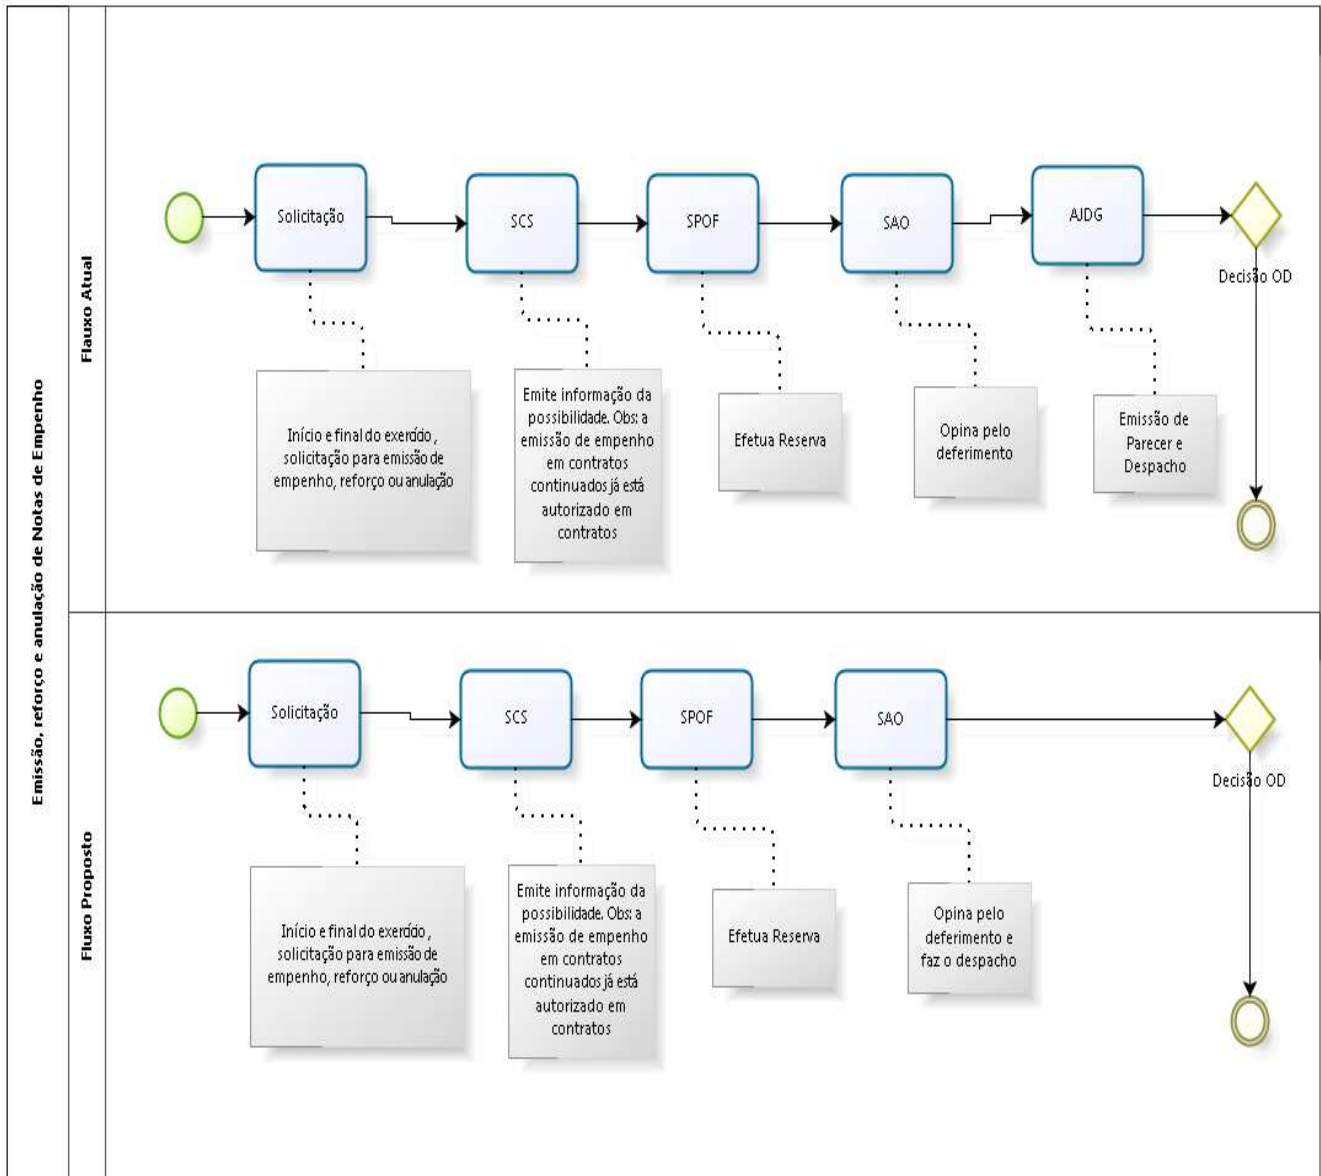 Emissão, reforço e anulação de Notas de Empenho
Flauxo Atual
Solicitação
SCS
SPOF
SAO
AJDG
Decisão OD
Início e final do exercício ,
solicitação para emissão de
empenho, reforço ou anulação
Emite informação da
possibilidade. Obs: a
emissão de empenho
em contratos
continuados já está
autorizado em
contratos
Efetua Reserva
Opina pelo
deferimento
Emissão de
Parecer e
Despacho
Fluxo Proposto
Solicitação
SCS
SPOF
SAO
Decisão OD
Início e final do exercício ,
solicitação para emissão de
empenho, reforço ou anulação
Emite informação da
possibilidade. Obs: a
emissão de empenho
em contratos
continuados já está
autorizado em
contratos
Efetua Reserva
Opina pelo
deferimento e
faz o despacho